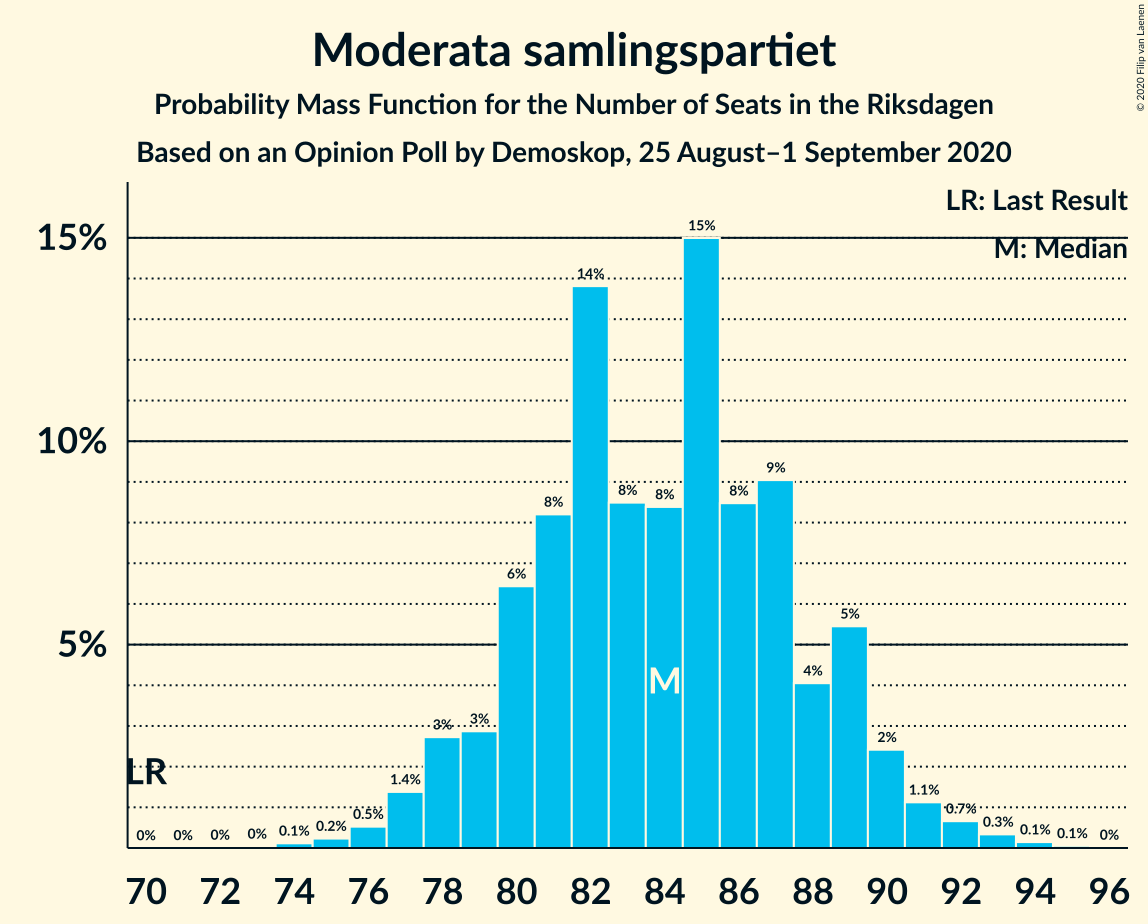 Moderata samlingspartiet
Probability Mass Function for the Number of Seats in the Riksdagen
Based on an Opinion Poll by Demoskop, 25 August–1 September 2020
© 2020 Filip van Laenen
LR: Last Result
M: Median
15%
10%
5%
0% 0% 0% 0% 0.1% 0.2% 0.5% 1.4% 3% 3% 6% 8% 14% 8% 8% 15% 8% 9% 4% 5% 2% 1.1% 0.7% 0.3% 0.1% 0.1% 0%
M
LR
70 72 74 76 78 80 82 84 86 88 90 92 94 96